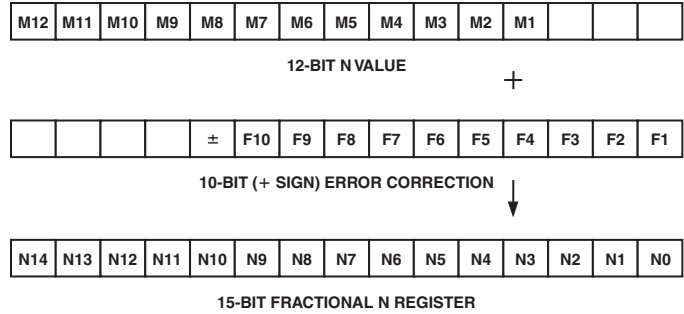 M12 M11 M10 M9 M8 M7 M6 M5 M4 M3 M2 M1
12-BIT N VALUE
+
± F10 F9 F8 F7 F6 F5 F4 F3 F2 F1
10-BIT (+ SIGN) ERROR CORRECTION
N14 N13 N12 N11 N10 N9 N8 N7 N6 N5 N4 N3 N2 N1 N0
15-BIT FRACTIONAL N REGISTER